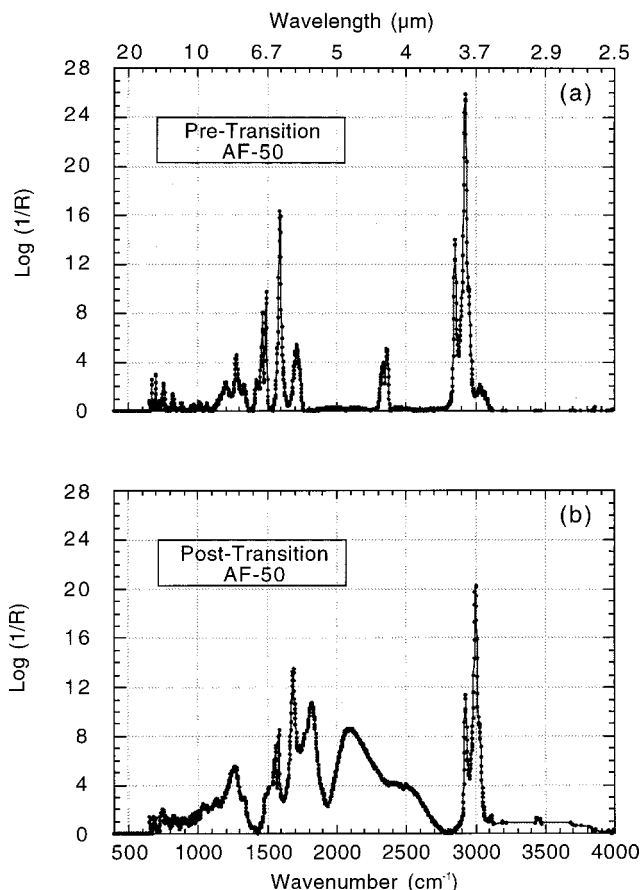 Wavelength (µm)
20 10 6.7 5 4 3.7 2.9 2.5
28
24
20
16
12
8
4
0
Log (1/R)
(a)
Pre-Transition
AF-50
28
24
20
16
12
8
4
0
Log (1/R)
(b)
Post-Transition
AF-50
500 1000 1500 2000 2500 3000 3500 4000
Wavenumber (cm⁻¹)